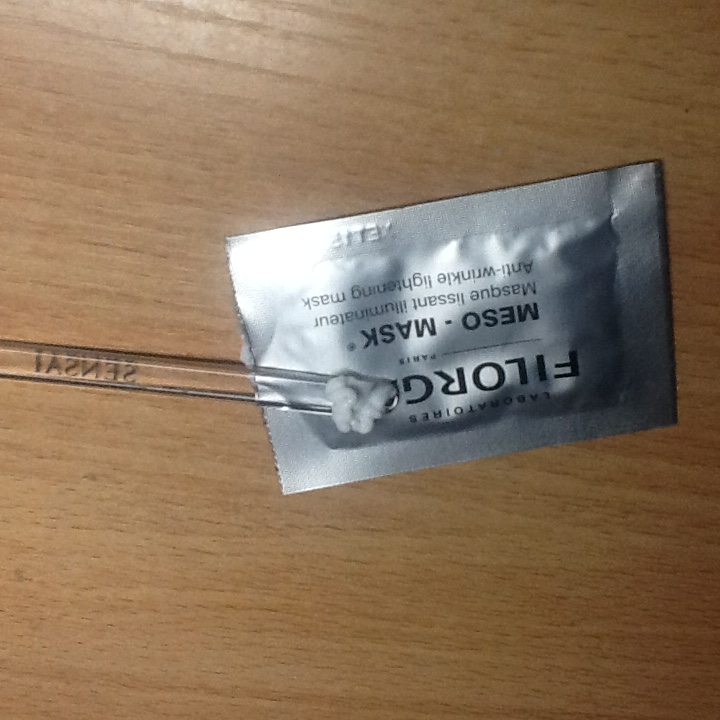 LABORATOIRES
FILORG
PARIS
MESO - MASK®
Masque lissant illuminateur
Anti-wrinkle lightening mask
SENSAI